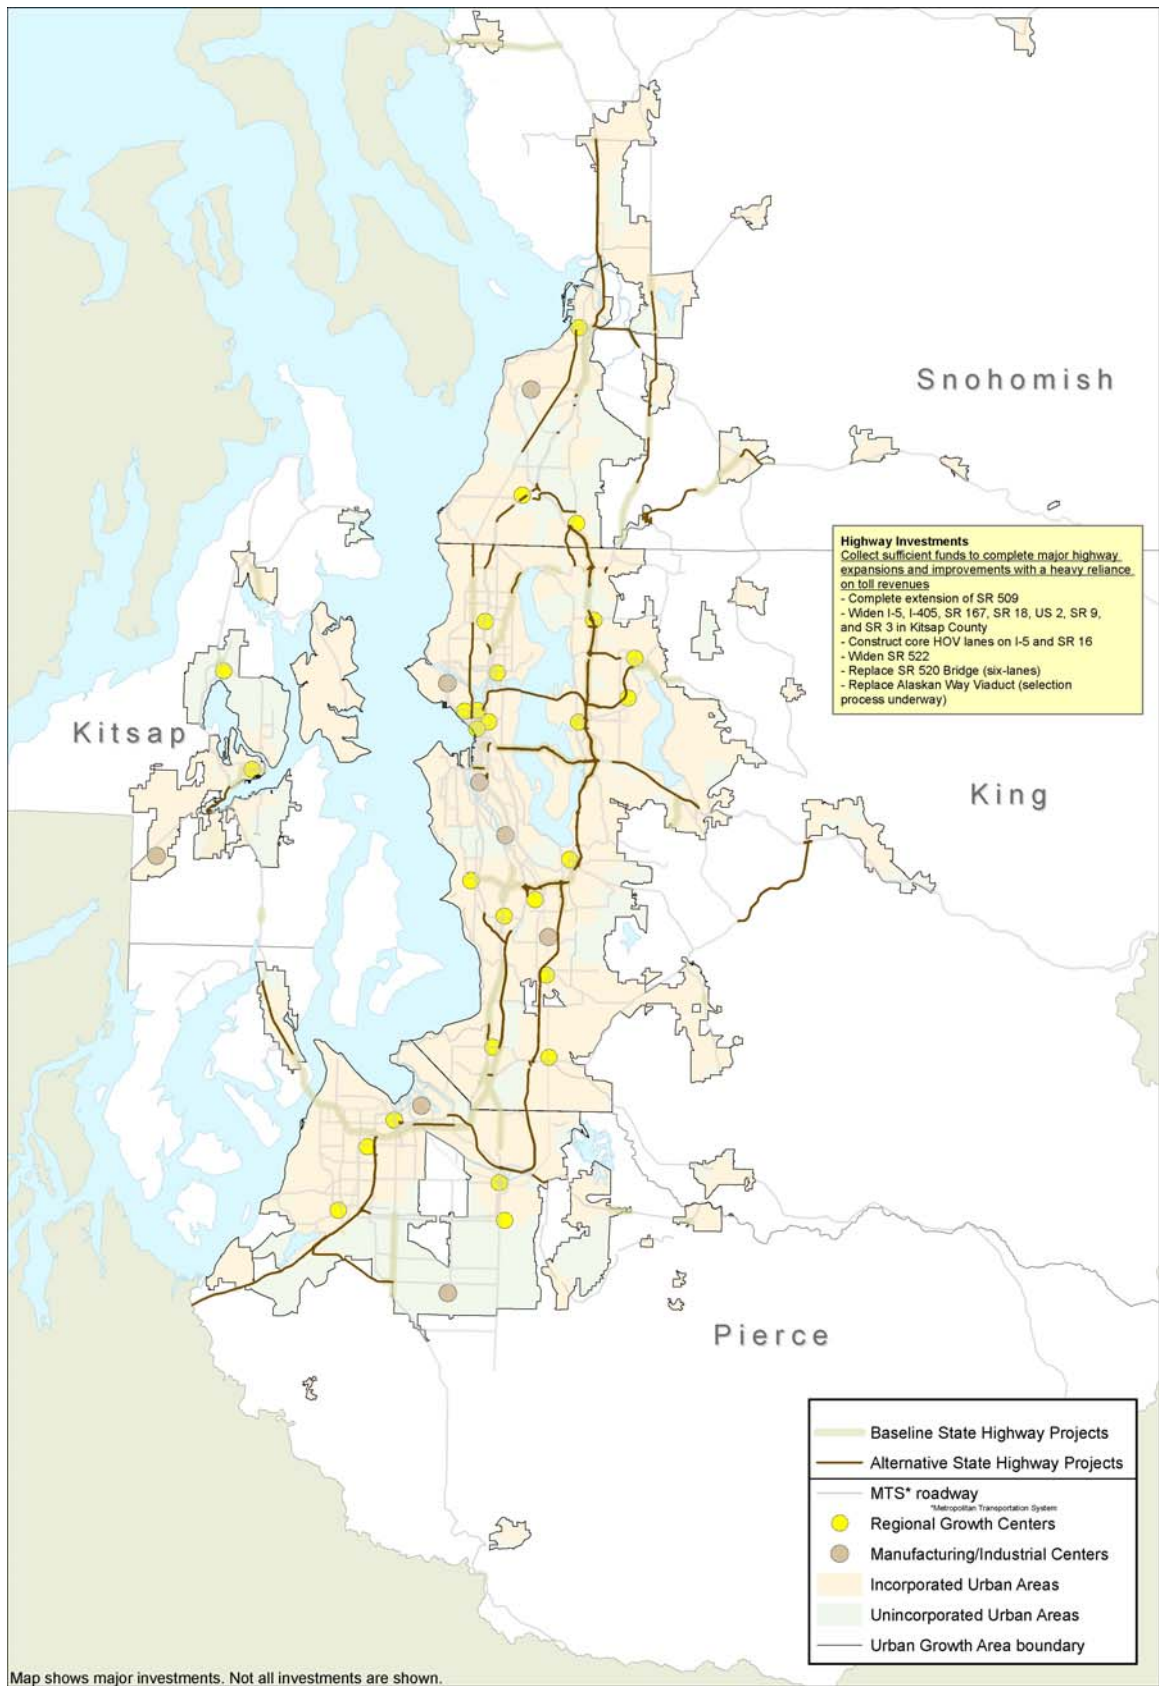 Snohomish
Highway Investments
Collect sufficient funds to complete major highway
expansions and improvements with a heavy reliance
on toll revenues
- Complete extension of SR 509
- Widen I-5, I-405, SR 167, SR 18, US 2, SR 9,
and SR 3 in Kitsap County
- Construct core HOV lanes on I-5 and SR 16
- Widen SR 522
- Replace SR 520 Bridge (six-lanes)
- Replace Alaskan Way Viaduct (selection
process underway)
Kitsap
King
Pierce
Baseline State Highway Projects
Alternative State Highway Projects
MTS* roadway
*Metropolitan Transportation System
Regional Growth Centers
Manufacturing/Industrial Centers
Incorporated Urban Areas
Unincorporated Urban Areas
Urban Growth Area boundary
Map shows major investments. Not all investments are shown.